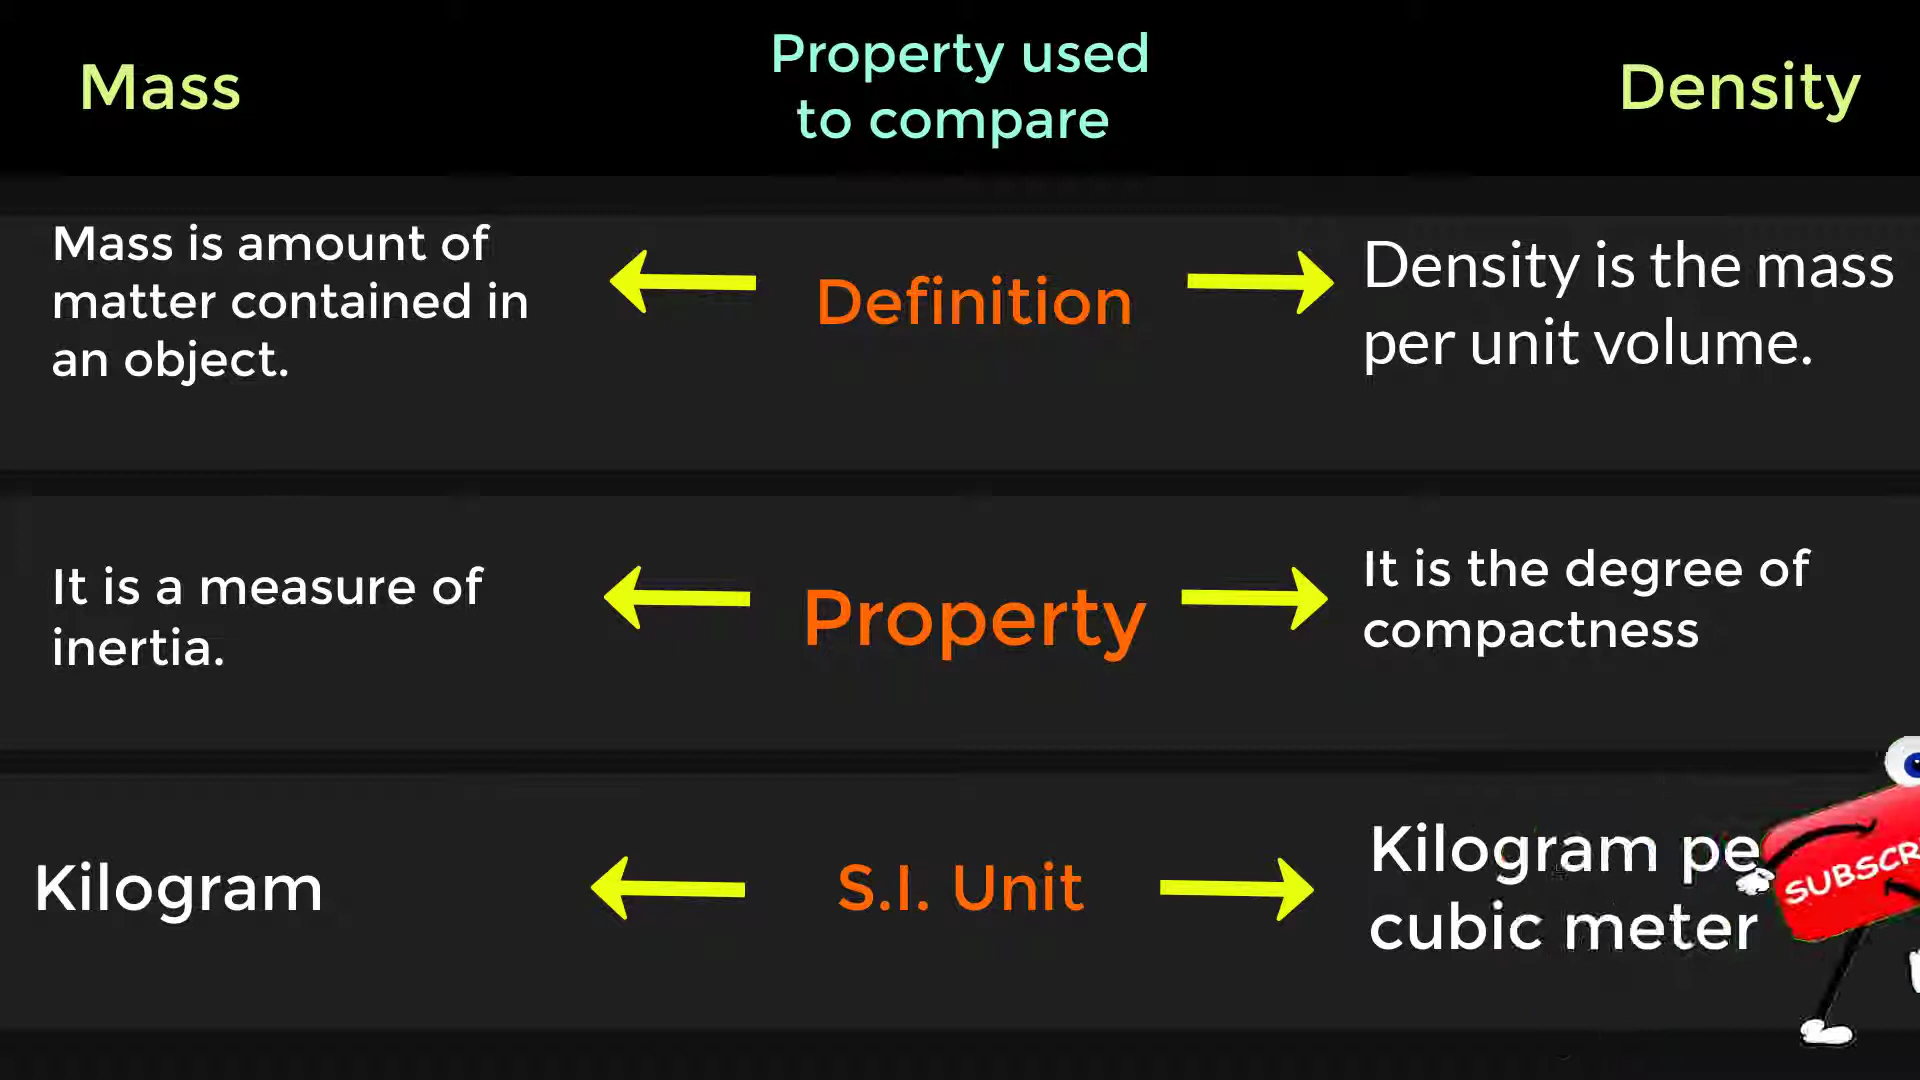 Mass
Property used
to compare
Density
Mass is amount of
matter contained in
an object.
Definition
Density is the mass
per unit volume.
It is a measure of
inertia.
Property
It is the degree of
compactness
Kilogram
S.I. Unit
Kilogram pe
cubic meter
SUBSCR